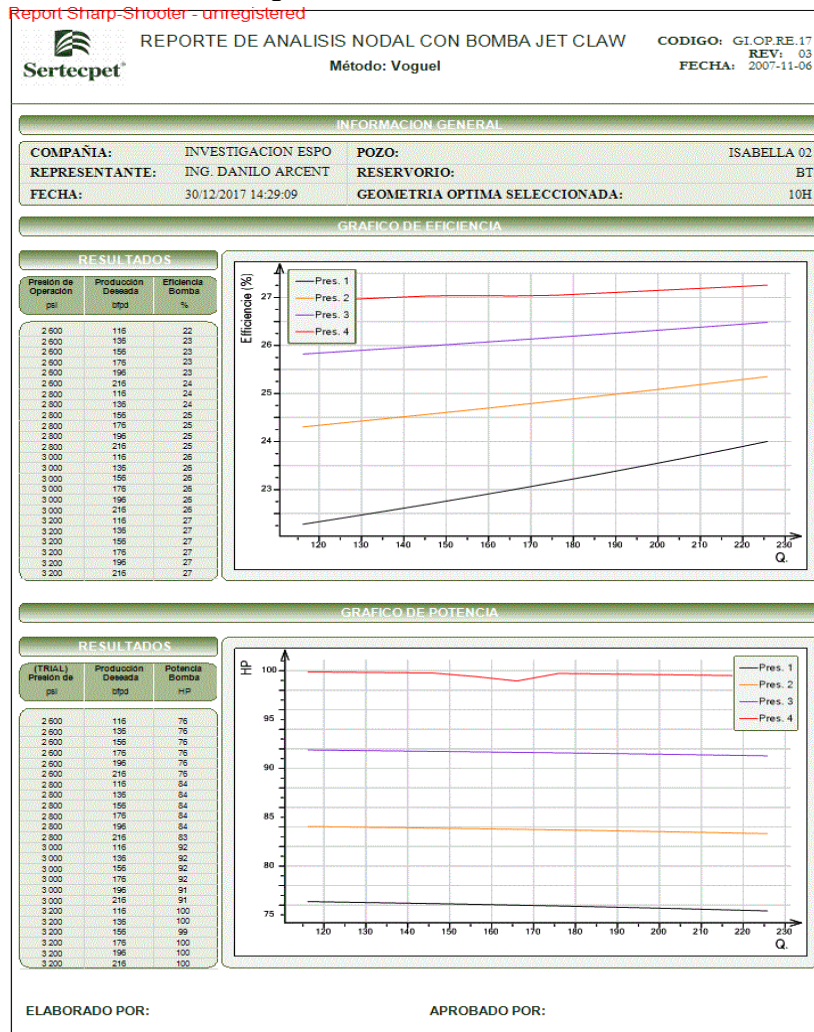 Report Sharp-Shooter - unregistered
Sertecpet®
REPORTE DE ANALISIS NODAL CON BOMBA JET CLAW
Método: Voguel
CODIGO: GI.OP.RE.17
REV: 03
FECHA: 2007-11-06
INFORMACION GENERAL
COMPAÑIA: INVESTIGACION ESPO POZO: ISABELLA 02
REPRESENTANTE: ING. DANILO ARCENT RESERVORIO: BT
FECHA: 30/12/2017 14:29:09 GEOMETRIA OPTIMA SELECCIONADA: 10H
GRAFICO DE EFICIENCIA
RESULTADOS
Presión de Operación Producción Deseada Eficiencia Bomba
psi bfpd %
2 600 116 22
2 600 136 23
2 600 156 23
2 600 176 23
2 600 196 23
2 600 216 24
2 800 116 24
2 800 136 24
2 800 156 25
2 800 176 25
2 800 196 25
2 800 216 25
3 000 116 26
3 000 136 26
3 000 156 26
3 000 176 26
3 000 196 26
3 000 216 26
3 200 116 27
3 200 136 27
3 200 156 27
3 200 176 27
3 200 196 27
3 200 216 27
Efficiencie (%)
Pres. 1
Pres. 2
Pres. 3
Pres. 4
27
26
25
24
23
120 130 140 150 160 170 180 190 200 210 220 230
Q.
GRAFICO DE POTENCIA
RESULTADOS
(TRIAL) Presión de Producción Deseada Potencia Bomba
psi bfpd HP
2 600 116 76
2 600 136 76
2 600 156 76
2 600 176 76
2 600 196 76
2 600 216 76
2 800 116 84
2 800 136 84
2 800 156 84
2 800 176 84
2 800 196 84
2 800 216 83
3 000 116 92
3 000 136 92
3 000 156 92
3 000 176 92
3 000 196 91
3 000 216 91
3 200 116 100
3 200 136 100
3 200 156 99
3 200 176 100
3 200 196 100
3 200 216 100
HP
Pres. 1
Pres. 2
Pres. 3
Pres. 4
100
95
90
85
80
75
120 130 140 150 160 170 180 190 200 210 220 230
Q.
ELABORADO POR: APROBADO POR: